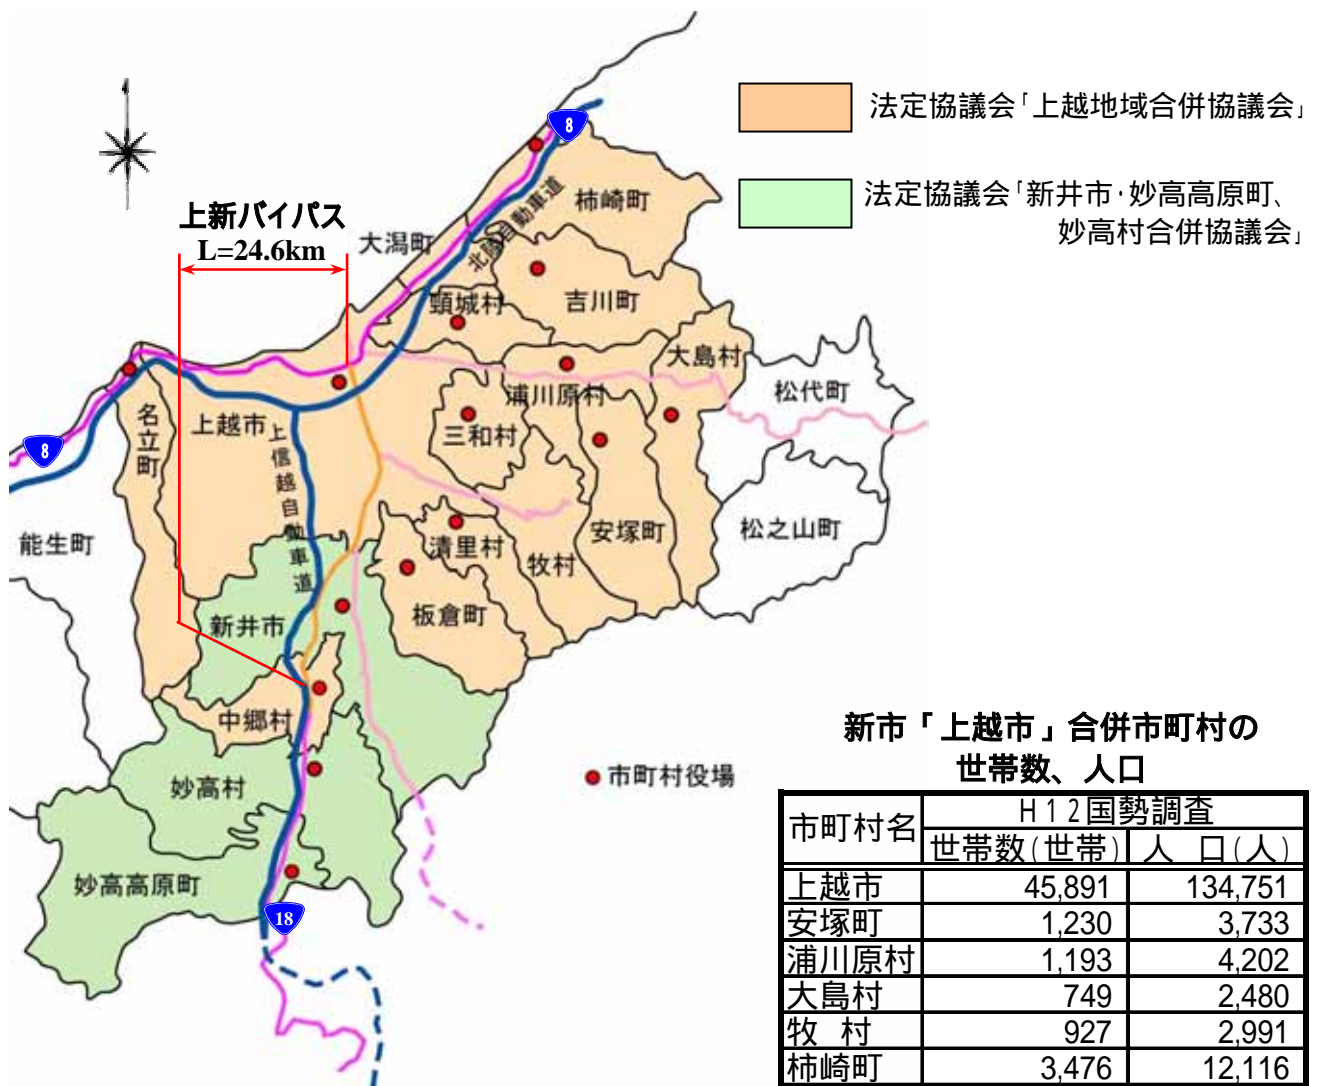 法定協議会「上越地域合併協議会」
法定協議会「新井市・妙高高原町、
妙高村合併協議会」
上新バイパス
L=24.6km
8
北陸自動車道
柿崎町
大潟町
吉川町
頸城村
大島村
松代町
浦川原村
三和村
上越市
名立町
8
上信越自動車道
能生町
清里村
安塚町
松之山町
牧村
板倉町
新井市
中郷村
妙高村
市町村役場
妙高高原町
18
新市「上越市」合併市町村の
世帯数、人口
市町村名 H12国勢調査
世帯数(世帯) 人 口(人)
上越市 45,891 134,751
安塚町 1,230 3,733
浦川原村 1,193 4,202
大島村 749 2,480
牧 村 927 2,991
柿崎町 3,476 12,116